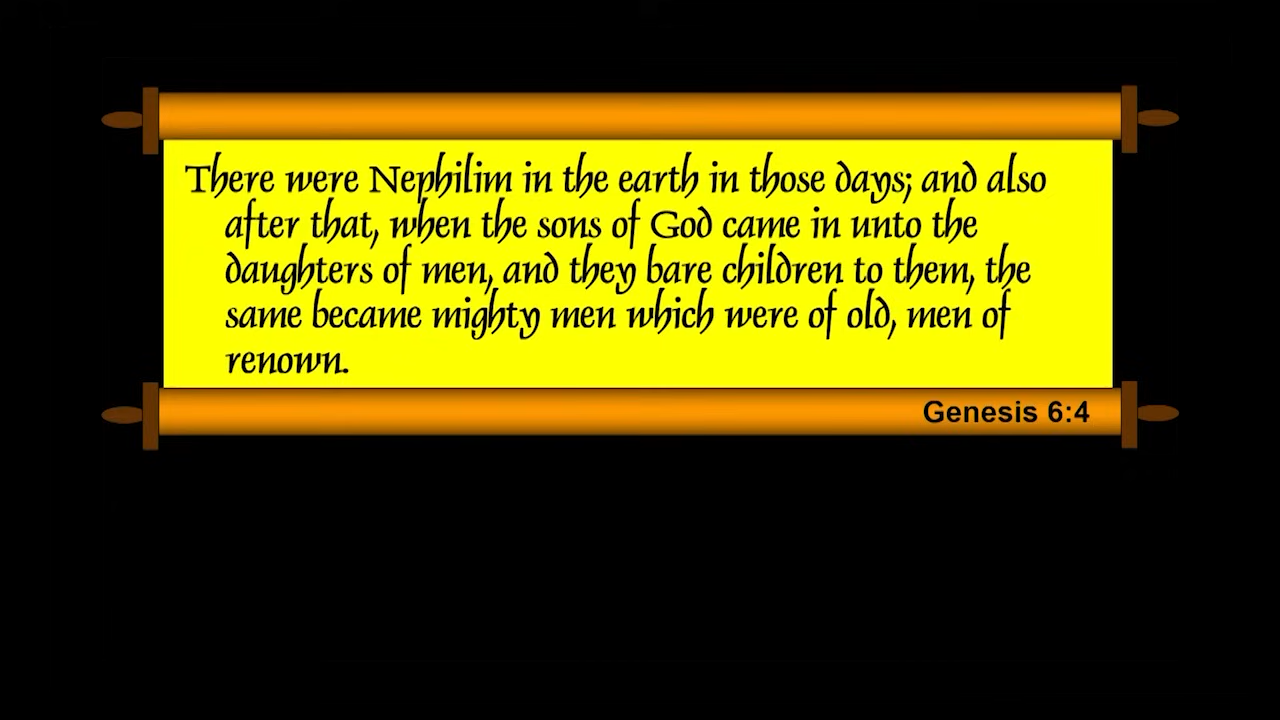 There were Nephilim in the earth in those days; and also
after that, when the sons of God came in unto the
daughters of men, and they bare children to them, the
same became mighty men which were of old, men of
renown.
Genesis 6:4